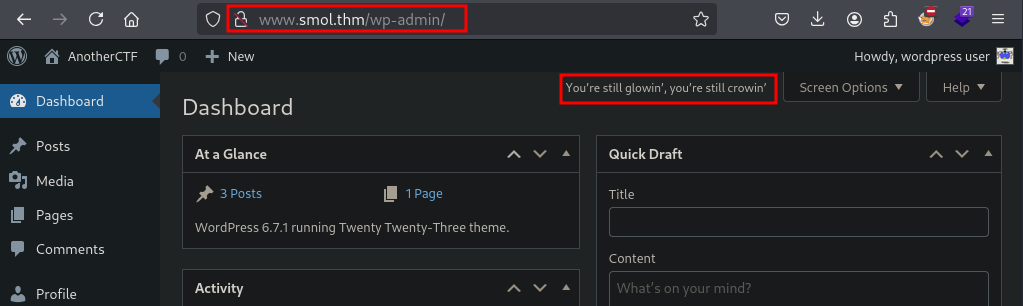 www.smol.thm/wp-admin/
21
AnotherCTF 0 New Howdy, wordpress user
Dashboard
Posts
Media
Pages
Comments
Profile
You're still glowin', you're still crowin'
Screen Options
Help
Dashboard
At a Glance
3 Posts 1 Page
WordPress 6.7.1 running Twenty Twenty-Three theme.
Activity
Quick Draft
Title
Content
What's on your mind?